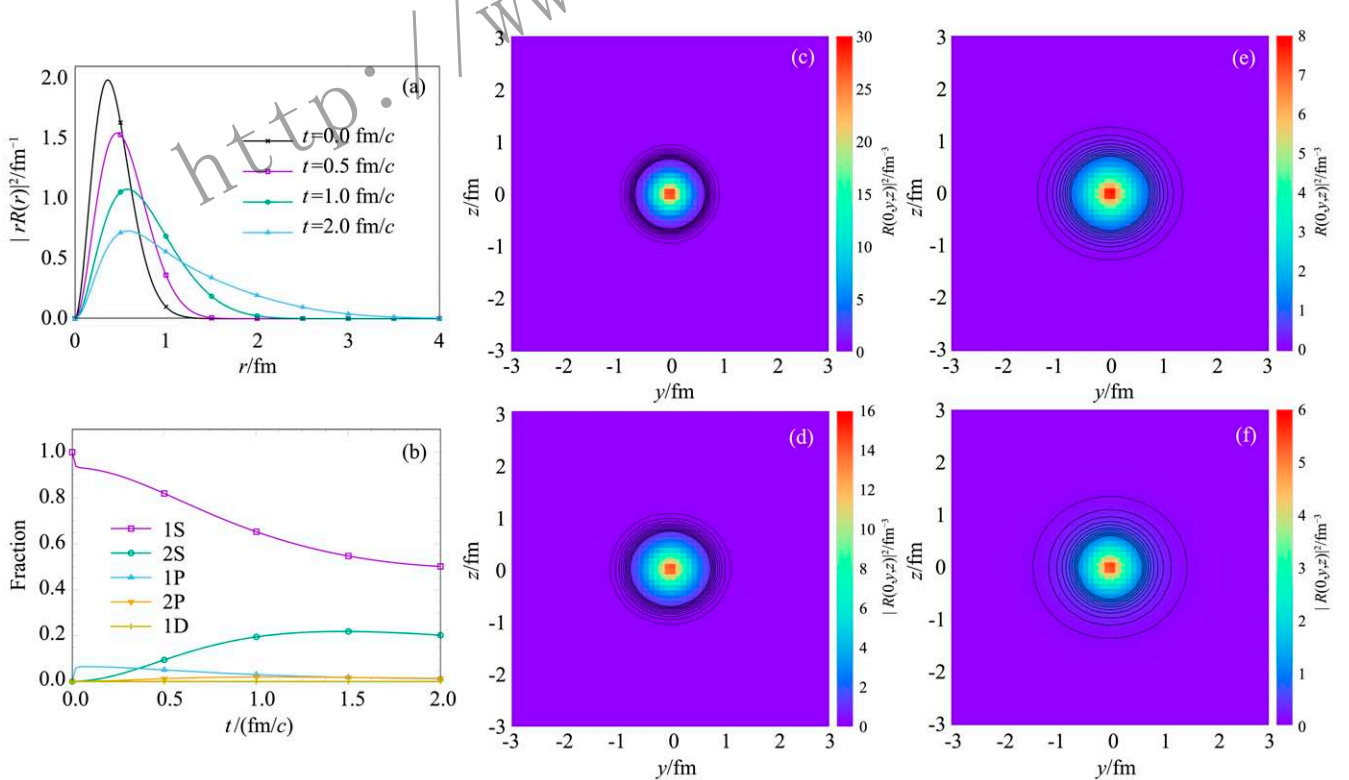 http://ww
(a)
2.0
1.5
1.0
0.5
0.0
| rR(r)|²/fm⁻¹
t=0.0 fm/c
t=0.5 fm/c
t=1.0 fm/c
t=2.0 fm/c
0 1 2 3 4
r/fm
(b)
1.0
0.8
0.6
0.4
0.2
0.0
Fraction
1S
2S
1P
2P
1D
0.0 0.5 1.0 1.5 2.0
t/(fm/c)
(c)
3
2
1
0
-1
-2
-3
z/fm
-3 -2 -1 0 1 2 3
y/fm
30
25
20
15
10
5
0
R(0,y,z)|²/fm⁻³
(d)
3
2
1
0
-1
-2
-3
z/fm
-3 -2 -1 0 1 2 3
y/fm
16
14
12
10
8
6
4
2
0
| R(0,y,z)|²/fm⁻³
(e)
3
2
1
0
-1
-2
-3
z/fm
-3 -2 -1 0 1 2 3
y/fm
8
7
6
5
4
3
2
1
0
R(0,y,z)|²/fm⁻³
(f)
3
2
1
0
-1
-2
-3
z/fm
-3 -2 -1 0 1 2 3
y/fm
6
5
4
3
2
1
0
| R(0,y,z)|²/fm⁻³